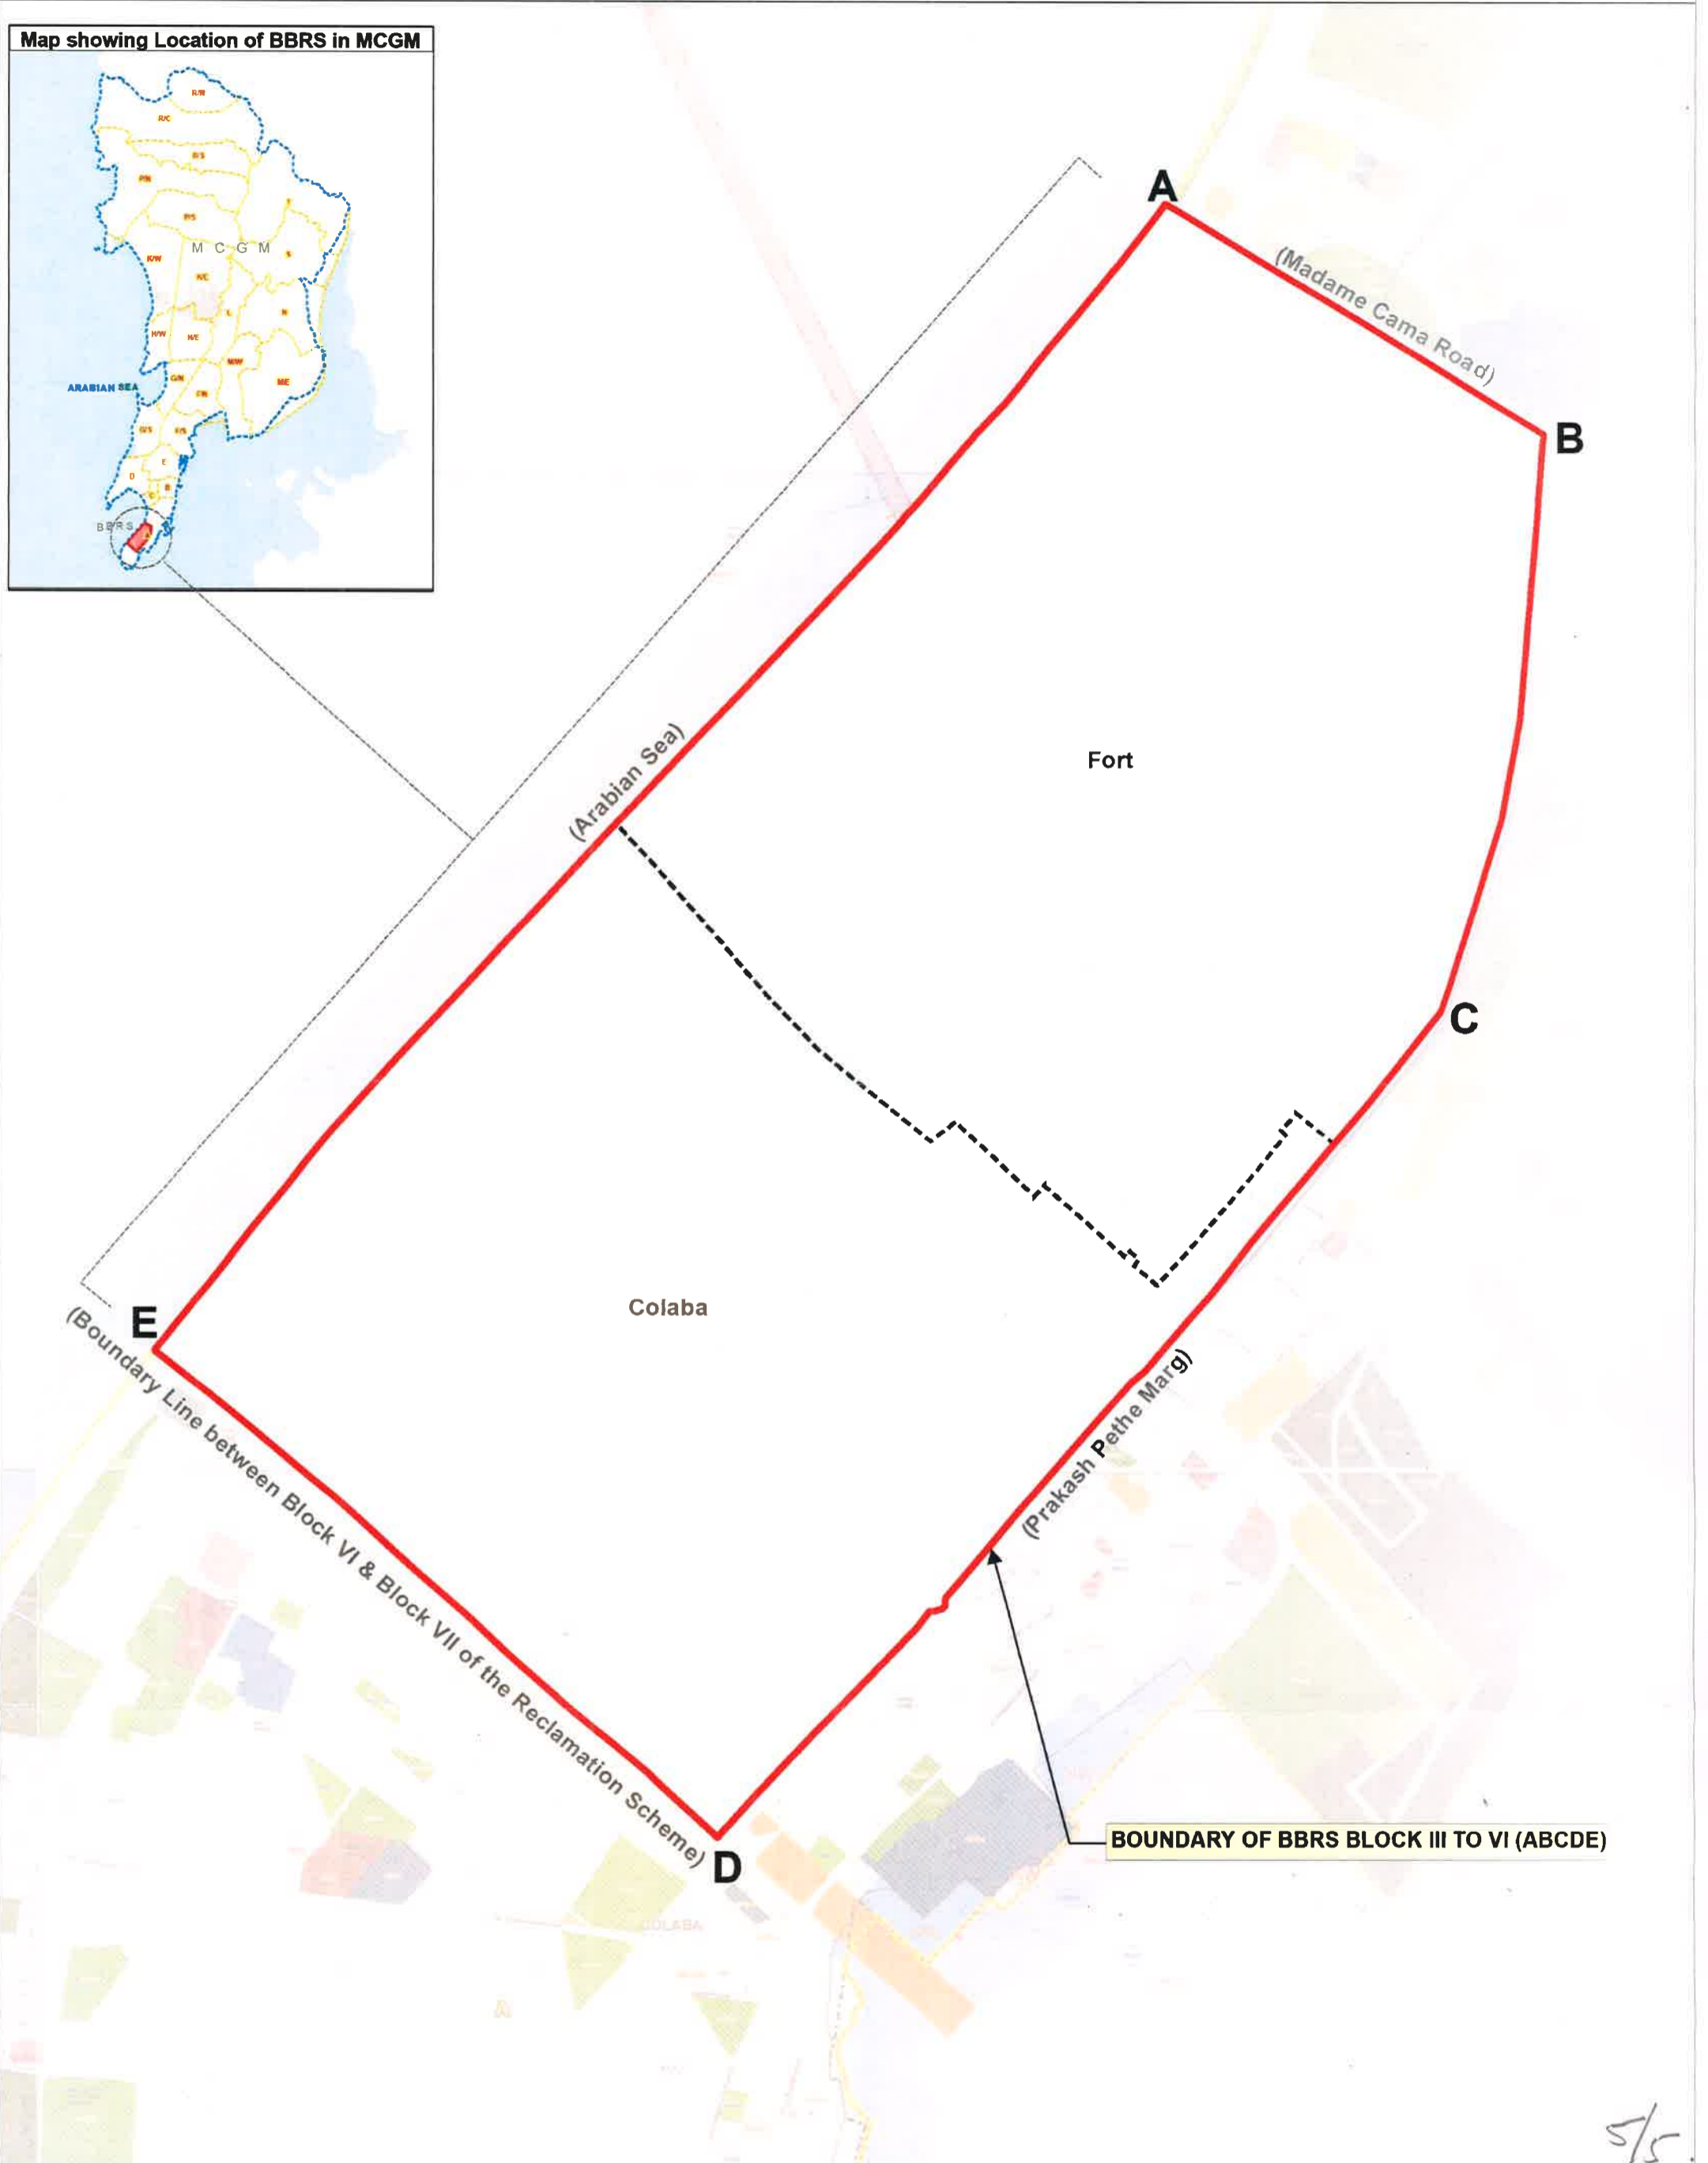 Map showing Location of BBRS in MCGM
R/C
P/N
M C G M
K/W
S
N
L
H/W
H/E
M/W
ARABIAN SEA
G/N
G/S
F/S
E
D
B
BBRS
A
(Madame Cama Road)
B
(Arabian Sea)
Fort
C
Colaba
E
(Boundary Line between Block VI & Block VII of the Reclamation Scheme)
(Prakash Pethe Marg)
D
BOUNDARY OF BBRS BLOCK III TO VI (ABCDE)
COLABA
A
5/5